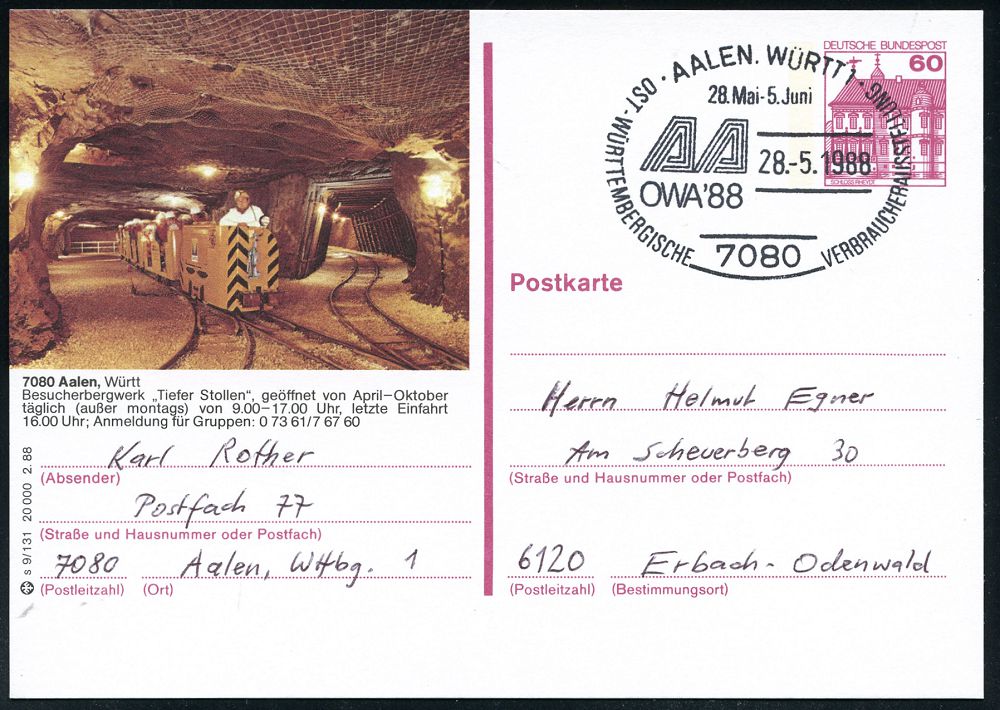 7080 Aalen, Württ
Besucherbergwerk „Tiefer Stollen“, geöffnet von April–Oktober
täglich (außer montags) von 9.00–17.00 Uhr, letzte Einfahrt
16.00 Uhr; Anmeldung für Gruppen: 0 73 61/7 67 60
Karl Rother
(Absender)
Postfach 77
(Straße und Hausnummer oder Postfach)
7080 Aalen, Wttbg. 1
(Postleitzahl) (Ort)
s 9/131 20 000 2.88
DEUTSCHE BUNDESPOST
60
SCHLOSS RHEYDT
AALEN. WÜRTT 1
OST-WÜRTTEMBERGISCHE VERBRAUCHERAUSSTELLUNG
28. Mai-5. Juni
AA
28.-5.1988
OWA'88
7080
Postkarte
Herrn Helmut Egner
Am Scheuerberg 30
(Straße und Hausnummer oder Postfach)
6120 Erbach-Odenwald
(Postleitzahl) (Bestimmungsort)